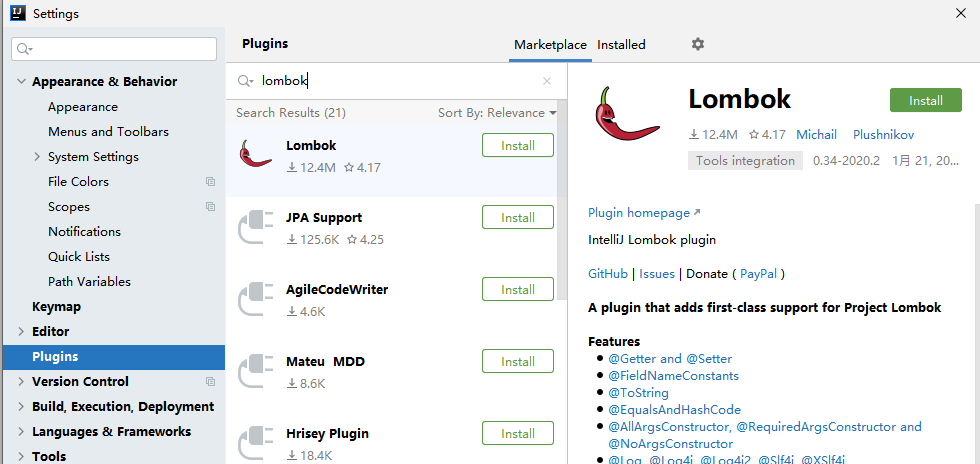 Settings
Plugins
Marketplace Installed
Appearance & Behavior
Appearance
Menus and Toolbars
System Settings
File Colors
Scopes
Notifications
Quick Lists
Path Variables
Keymap
Editor
Plugins
Version Control
Build, Execution, Deployment
Languages & Frameworks
Tools
lombok
Search Results (21) Sort By: Relevance
Lombok Install
12.4M 4.17
JPA Support Install
125.6K 4.25
AgileCodeWriter Install
4.6K
Mateu MDD Install
8.6K
Hrisey Plugin Install
18.4K
Lombok Install
12.4M 4.17 Michail Plushnikov
Tools integration 0.34-2020.2 1月 21, 20...
Plugin homepage
IntelliJ Lombok plugin
GitHub | Issues | Donate ( PayPal )
A plugin that adds first-class support for Project Lombok
Features
@Getter and @Setter
@FieldNameConstants
@ToString
@EqualsAndHashCode
@AllArgsConstructor, @RequiredArgsConstructor and
@NoArgsConstructor
@Log, @Log4j, @Log4j2, @Slf4j, @XSlf4j